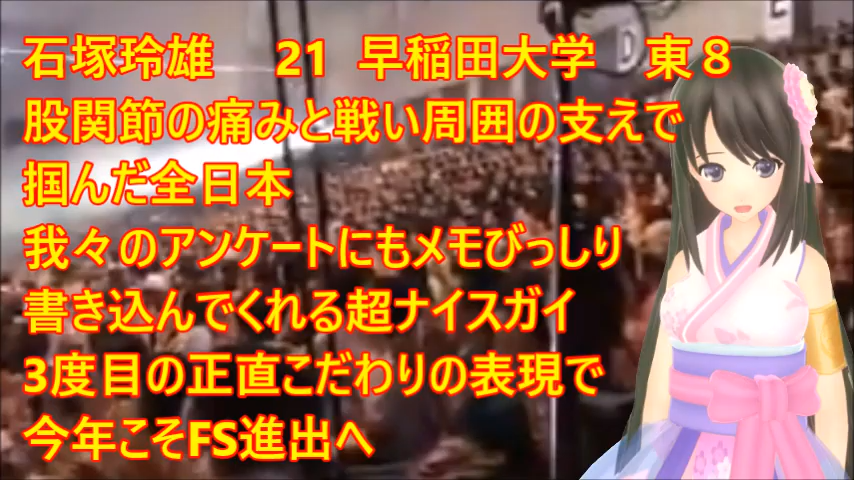 石塚玲雄　21　早稲田大学　東８
股関節の痛みと戦い周囲の支えで
掴んだ全日本
我々のアンケートにもメモびっしり
書き込んでくれる超ナイスガイ
3度目の正直こだわりの表現で
今年こそFS進出へ
D